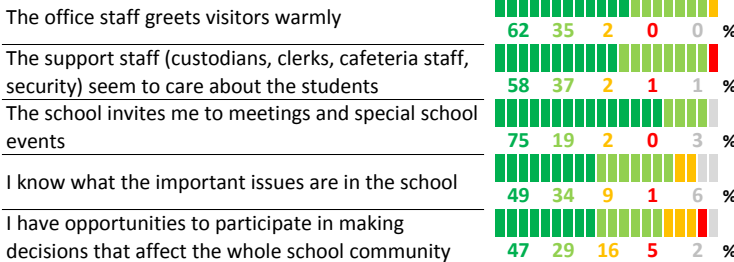 The office staff greets visitors warmly
62 35 2 0 0 %
The support staff (custodians, clerks, cafeteria staff,
security) seem to care about the students
58 37 2 1 1 %
The school invites me to meetings and special school
events
75 19 2 0 3 %
I know what the important issues are in the school
49 34 9 1 6 %
I have opportunities to participate in making
decisions that affect the whole school community
47 29 16 5 2 %